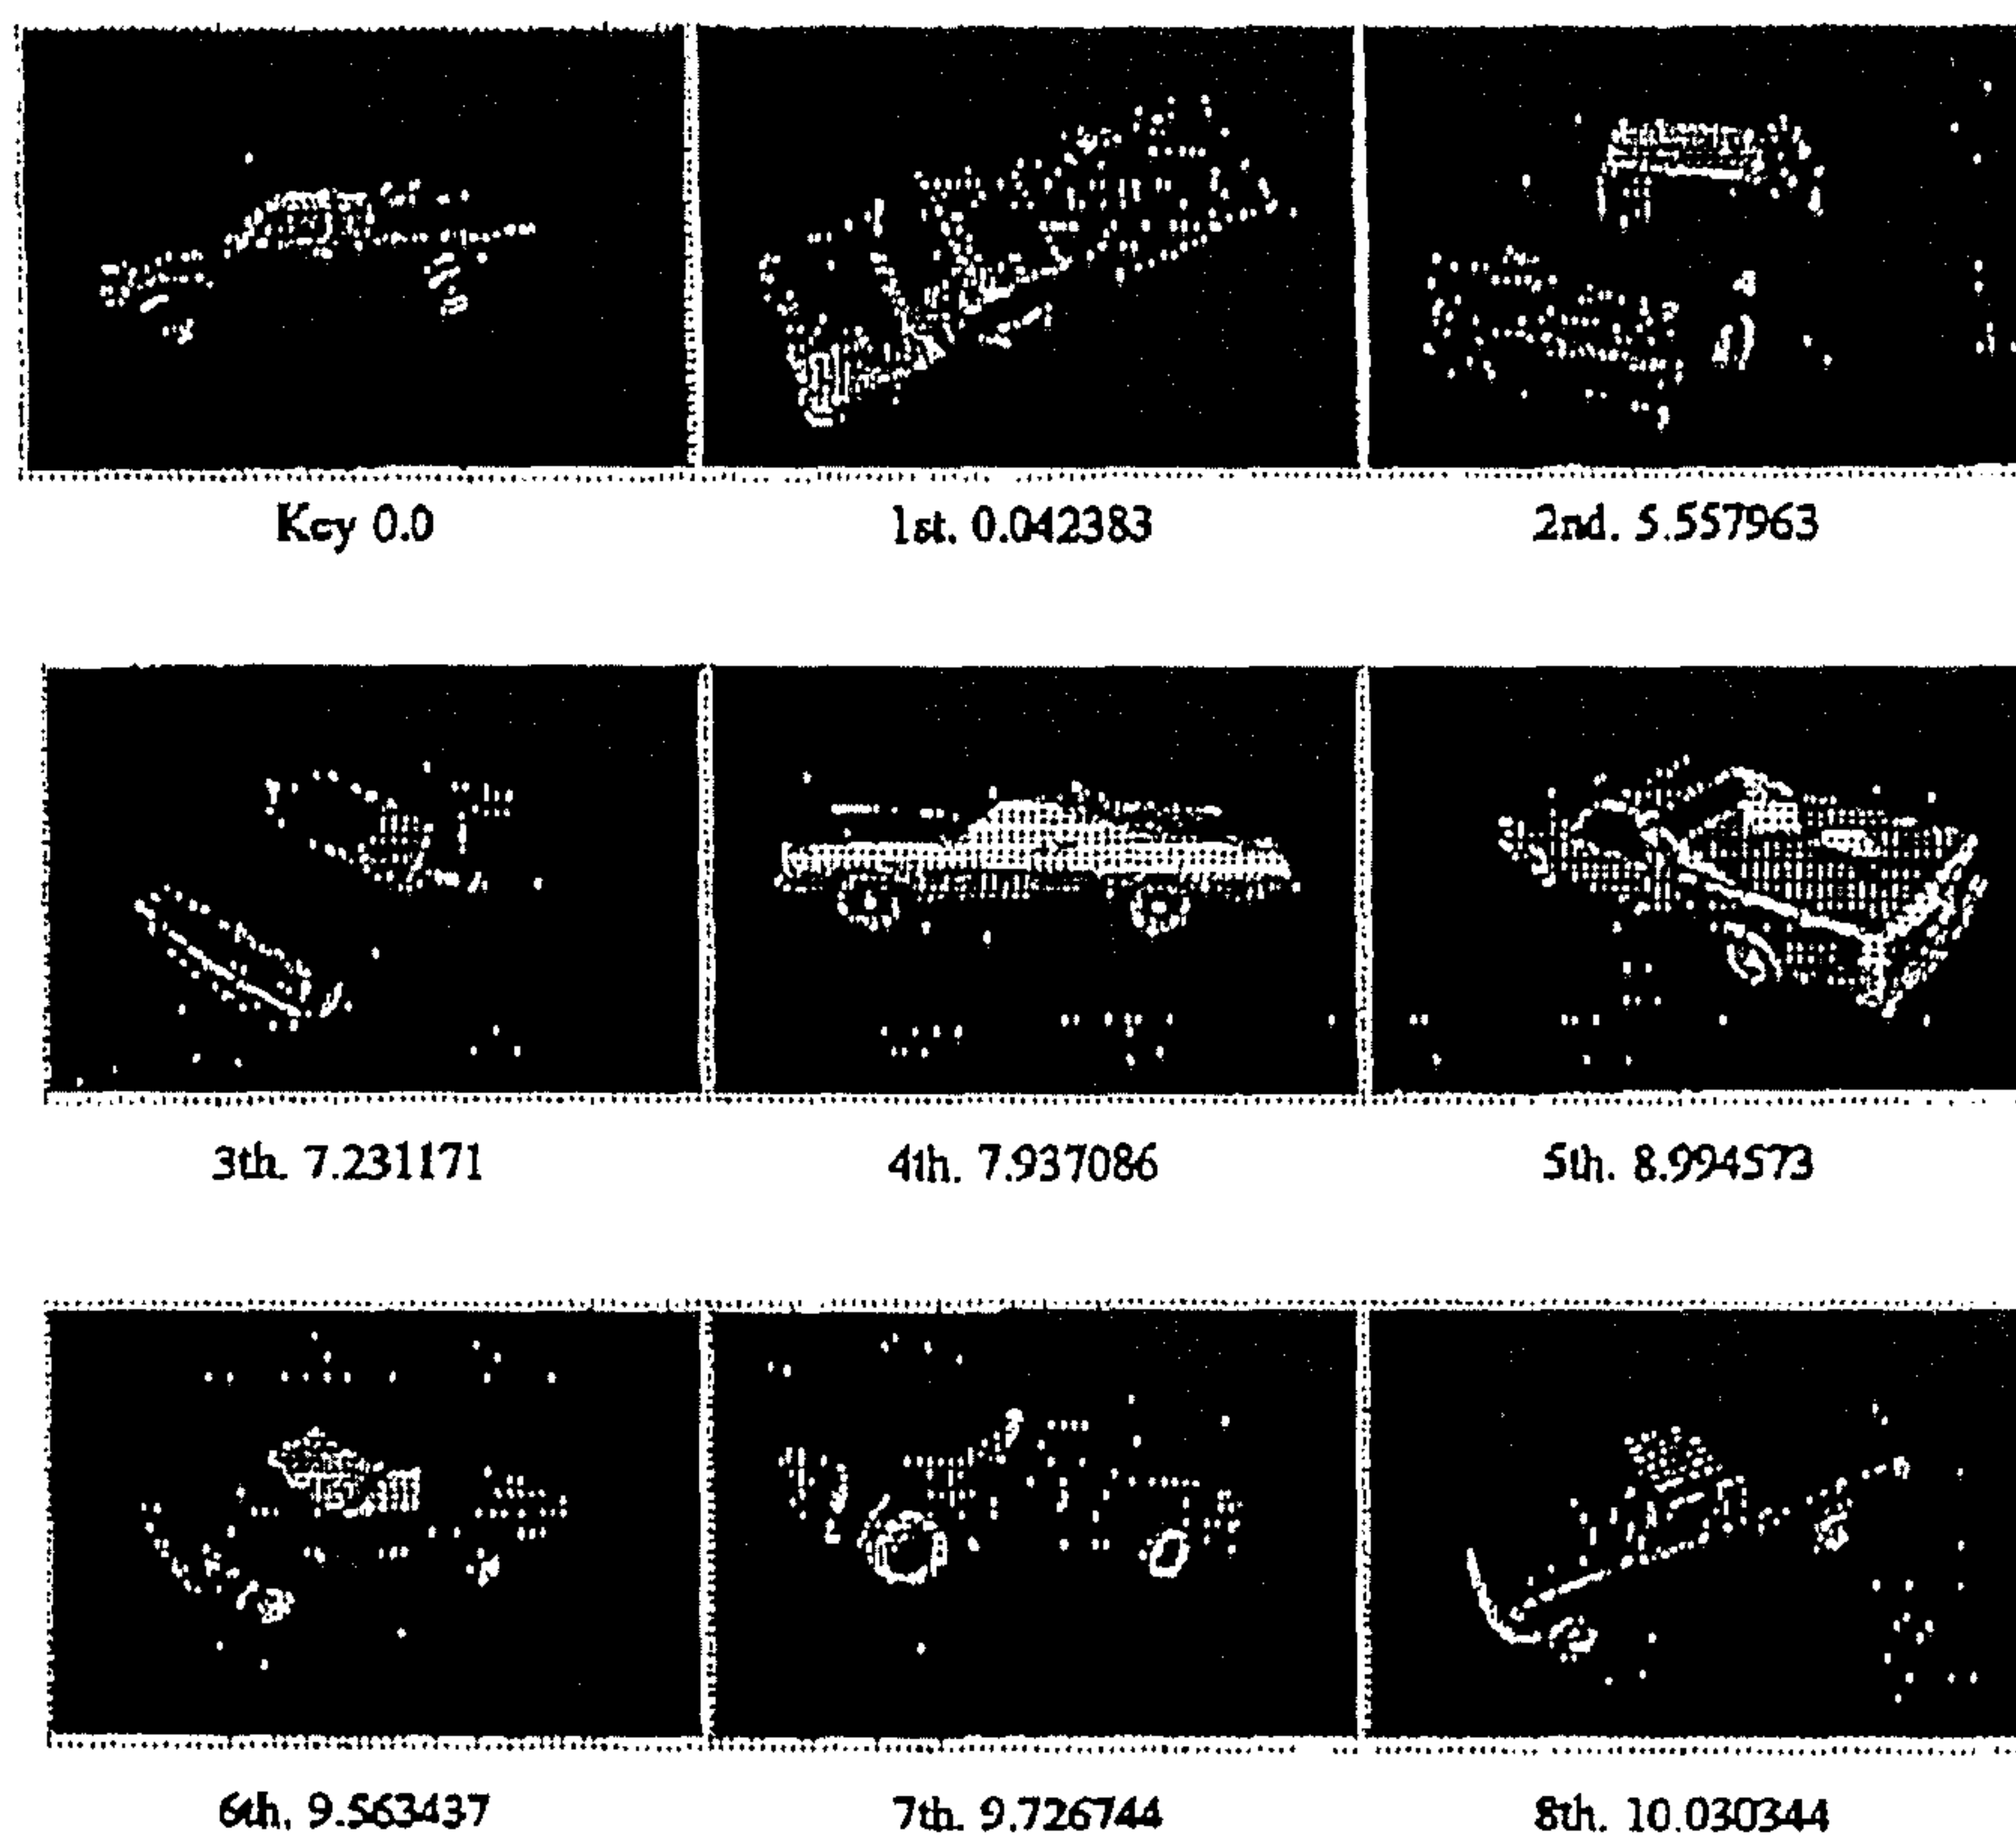 Key 0.0 1st. 0.042383 2nd. 5.557963
3th. 7.231171 4th. 7.937086 5th. 8.994573
6th. 9.563437 7th. 9.726744 8th. 10.030344